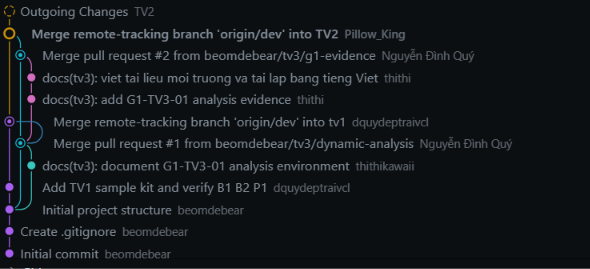 Outgoing Changes TV2
Merge remote-tracking branch 'origin/dev' into TV2 Pillow_King
Merge pull request #2 from beomdebear/tv3/g1-evidence Nguyễn Đình Quý
docs(tv3): viet tai lieu moi truong va tai lap bang tieng Viet thithi
docs(tv3): add G1-TV3-01 analysis evidence thithi
Merge remote-tracking branch 'origin/dev' into tv1 dquydeptraivcl
Merge pull request #1 from beomdebear/tv3/dynamic-analysis Nguyễn Đình Quý
docs(tv3): document G1-TV3-01 analysis environment thithikawaii
Add TV1 sample kit and verify B1 B2 P1 dquydeptraivcl
Initial project structure beomdebear
Create .gitignore beomdebear
Initial commit beomdebear